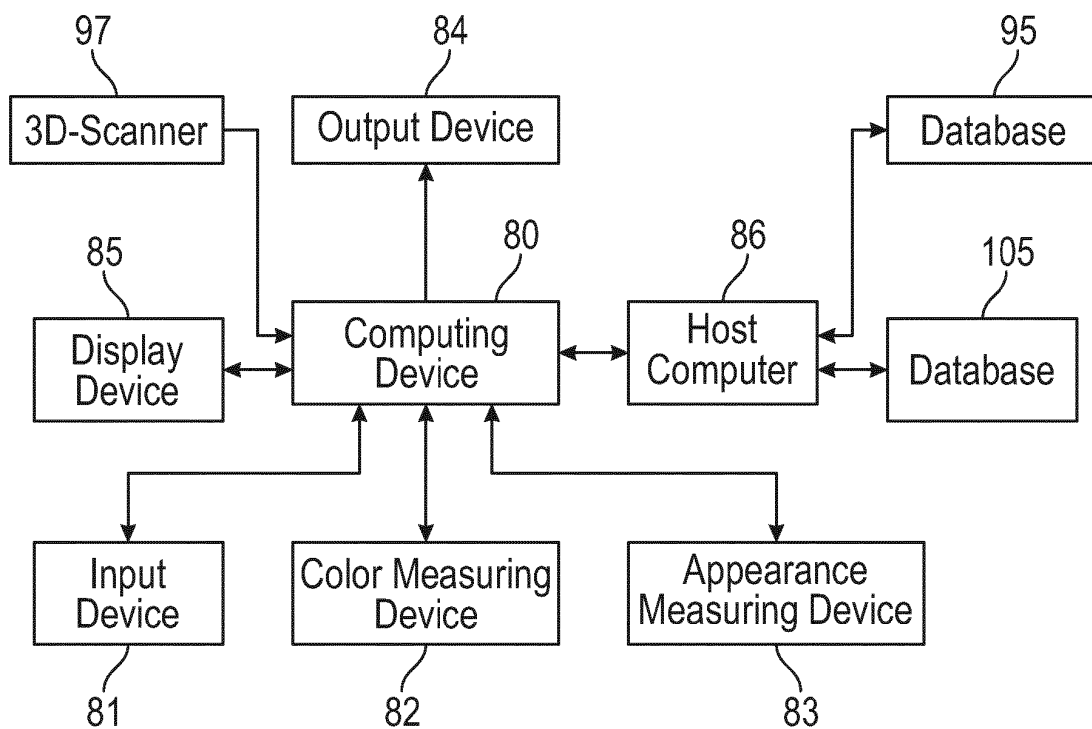 97
84
95
3D-Scanner
Output Device
Database
85
80
86
105
Display
Device
Computing
Device
Host
Computer
Database
Input
Device
Color Measuring
Device
Appearance
Measuring Device
81
82
83